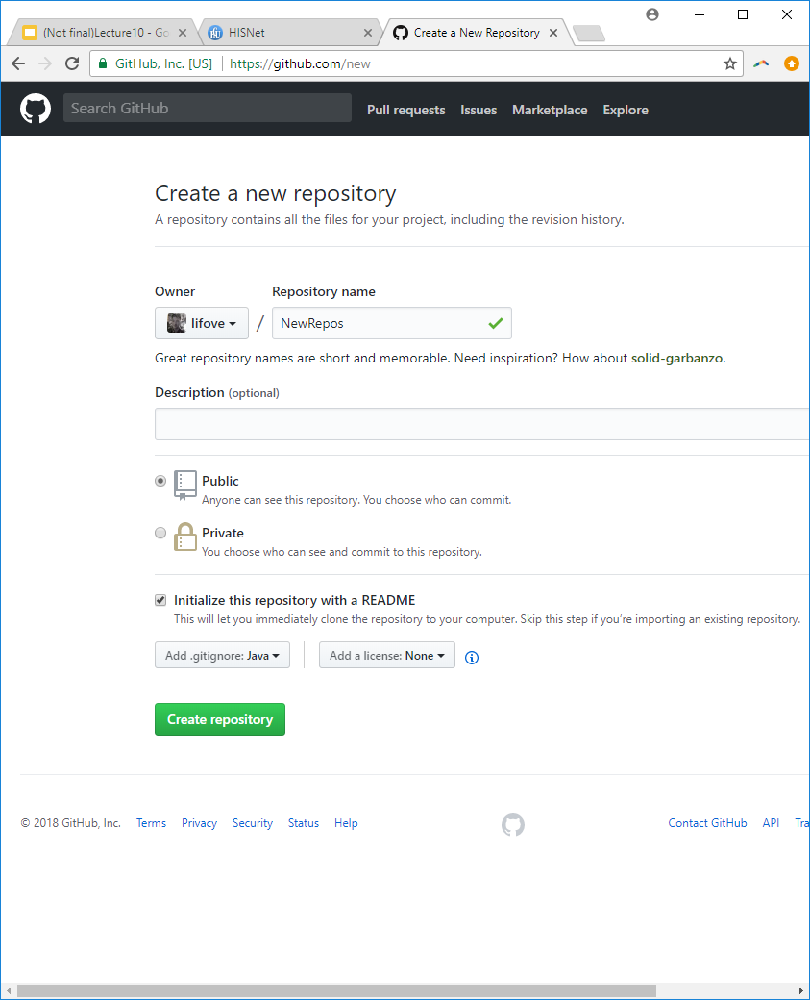 (Not final)Lecture10 - Go
HISNet
Create a New Repository
GitHub, Inc. [US]
https://github.com/new
Search GitHub
Pull requests
Issues
Marketplace
Explore
Create a new repository
A repository contains all the files for your project, including the revision history.
Owner
Repository name
lifove
/
NewRepos
Great repository names are short and memorable. Need inspiration? How about solid-garbanzo.
Description (optional)
Public
Anyone can see this repository. You choose who can commit.
Private
You choose who can see and commit to this repository.
Initialize this repository with a README
This will let you immediately clone the repository to your computer. Skip this step if you’re importing an existing repository.
Add .gitignore: Java
Add a license: None
Create repository
© 2018 GitHub, Inc.
Terms
Privacy
Security
Status
Help
Contact GitHub
API
Tra